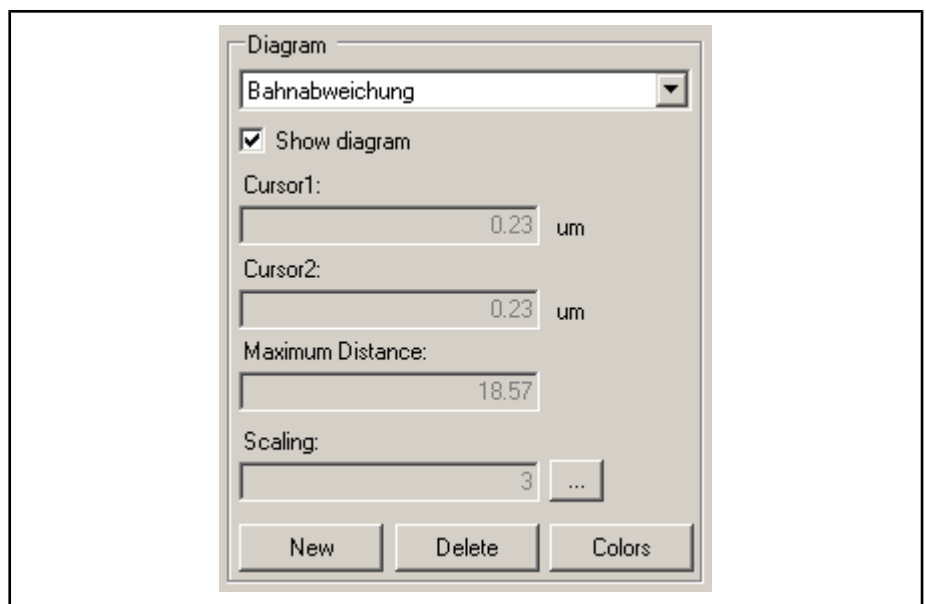 Diagram
Bahnabweichung
Show diagram
Cursor1:
0.23 um
Cursor2:
0.23 um
Maximum Distance:
18.57
Scaling:
3 ...
New Delete Colors